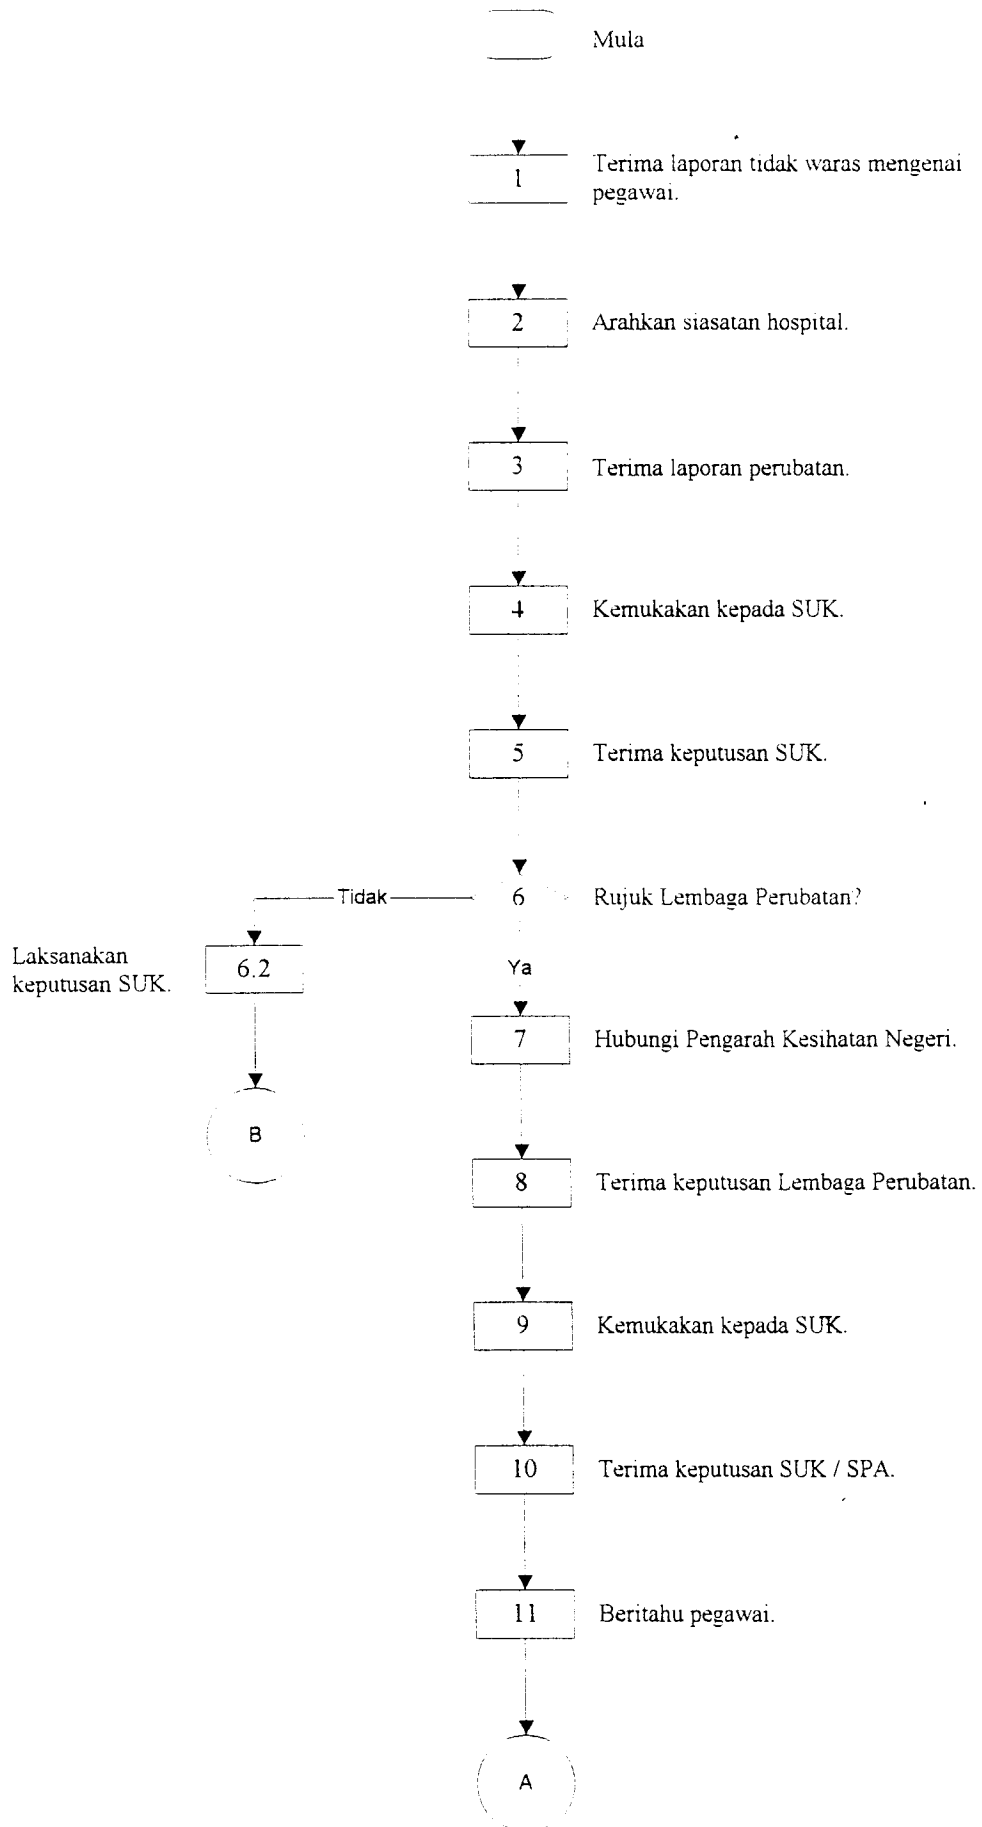 Mula
1
Terima laporan tidak waras mengenai
pegawai.
2
Arahkan siasatan hospital.
3
Terima laporan perubatan.
4
Kemukakan kepada SUK.
5
Terima keputusan SUK.
Tidak
6
Rujuk Lembaga Perubatan?
Laksanakan
keputusan SUK.
6.2
Ya
7
Hubungi Pengarah Kesihatan Negeri.
B
8
Terima keputusan Lembaga Perubatan.
9
Kemukakan kepada SUK.
10
Terima keputusan SUK / SPA.
11
Beritahu pegawai.
A